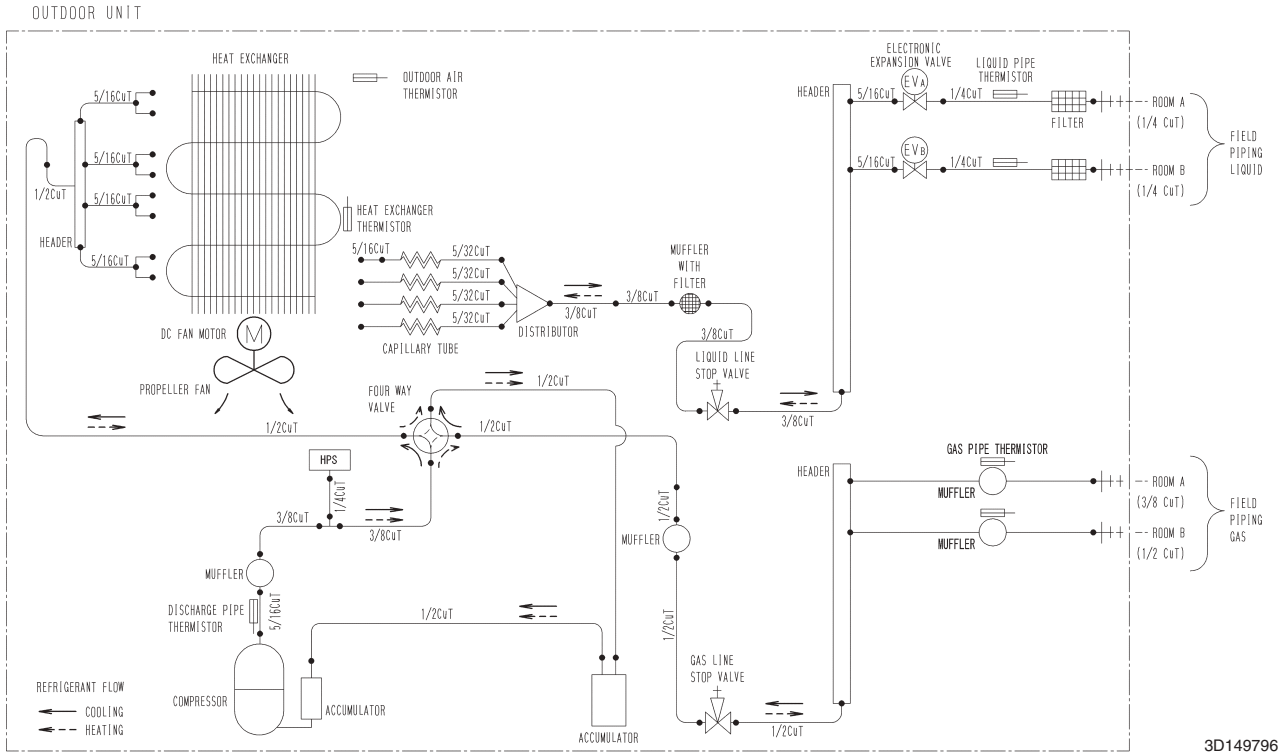 OUTDOOR UNIT
HEAT EXCHANGER
OUTDOOR AIR
THERMISTOR
5/16CuT
5/16CuT
5/16CuT
5/16CuT
1/2CuT
HEADER
HEAT EXCHANGER
THERMISTOR
DC FAN MOTOR
M
PROPELLER FAN
5/16CuT
5/32CuT
5/32CuT
5/32CuT
5/32CuT
CAPILLARY TUBE
DISTRIBUTOR
3/8CuT
3/8CuT
MUFFLER
WITH
FILTER
3/8CuT
LIQUID LINE
STOP VALVE
3/8CuT
HEADER
ELECTRONIC
EXPANSION VALVE
EVA
5/16CuT
1/4CuT
LIQUID PIPE
THERMISTOR
FILTER
ROOM A
(1/4 CuT)
EVB
5/16CuT
1/4CuT
ROOM B
(1/4 CuT)
FIELD
PIPING
LIQUID
FOUR WAY
VALVE
1/2CuT
1/2CuT
1/2CuT
HPS
1/4CuT
3/8CuT
3/8CuT
MUFFLER
DISCHARGE PIPE
THERMISTOR
5/16CuT
COMPRESSOR
ACCUMULATOR
1/2CuT
ACCUMULATOR
1/2CuT
MUFFLER
1/2CuT
GAS LINE
STOP VALVE
1/2CuT
HEADER
GAS PIPE THERMISTOR
MUFFLER
ROOM A
(3/8 CuT)
MUFFLER
ROOM B
(1/2 CuT)
FIELD
PIPING
GAS
REFRIGERANT FLOW
COOLING
HEATING
3D149796